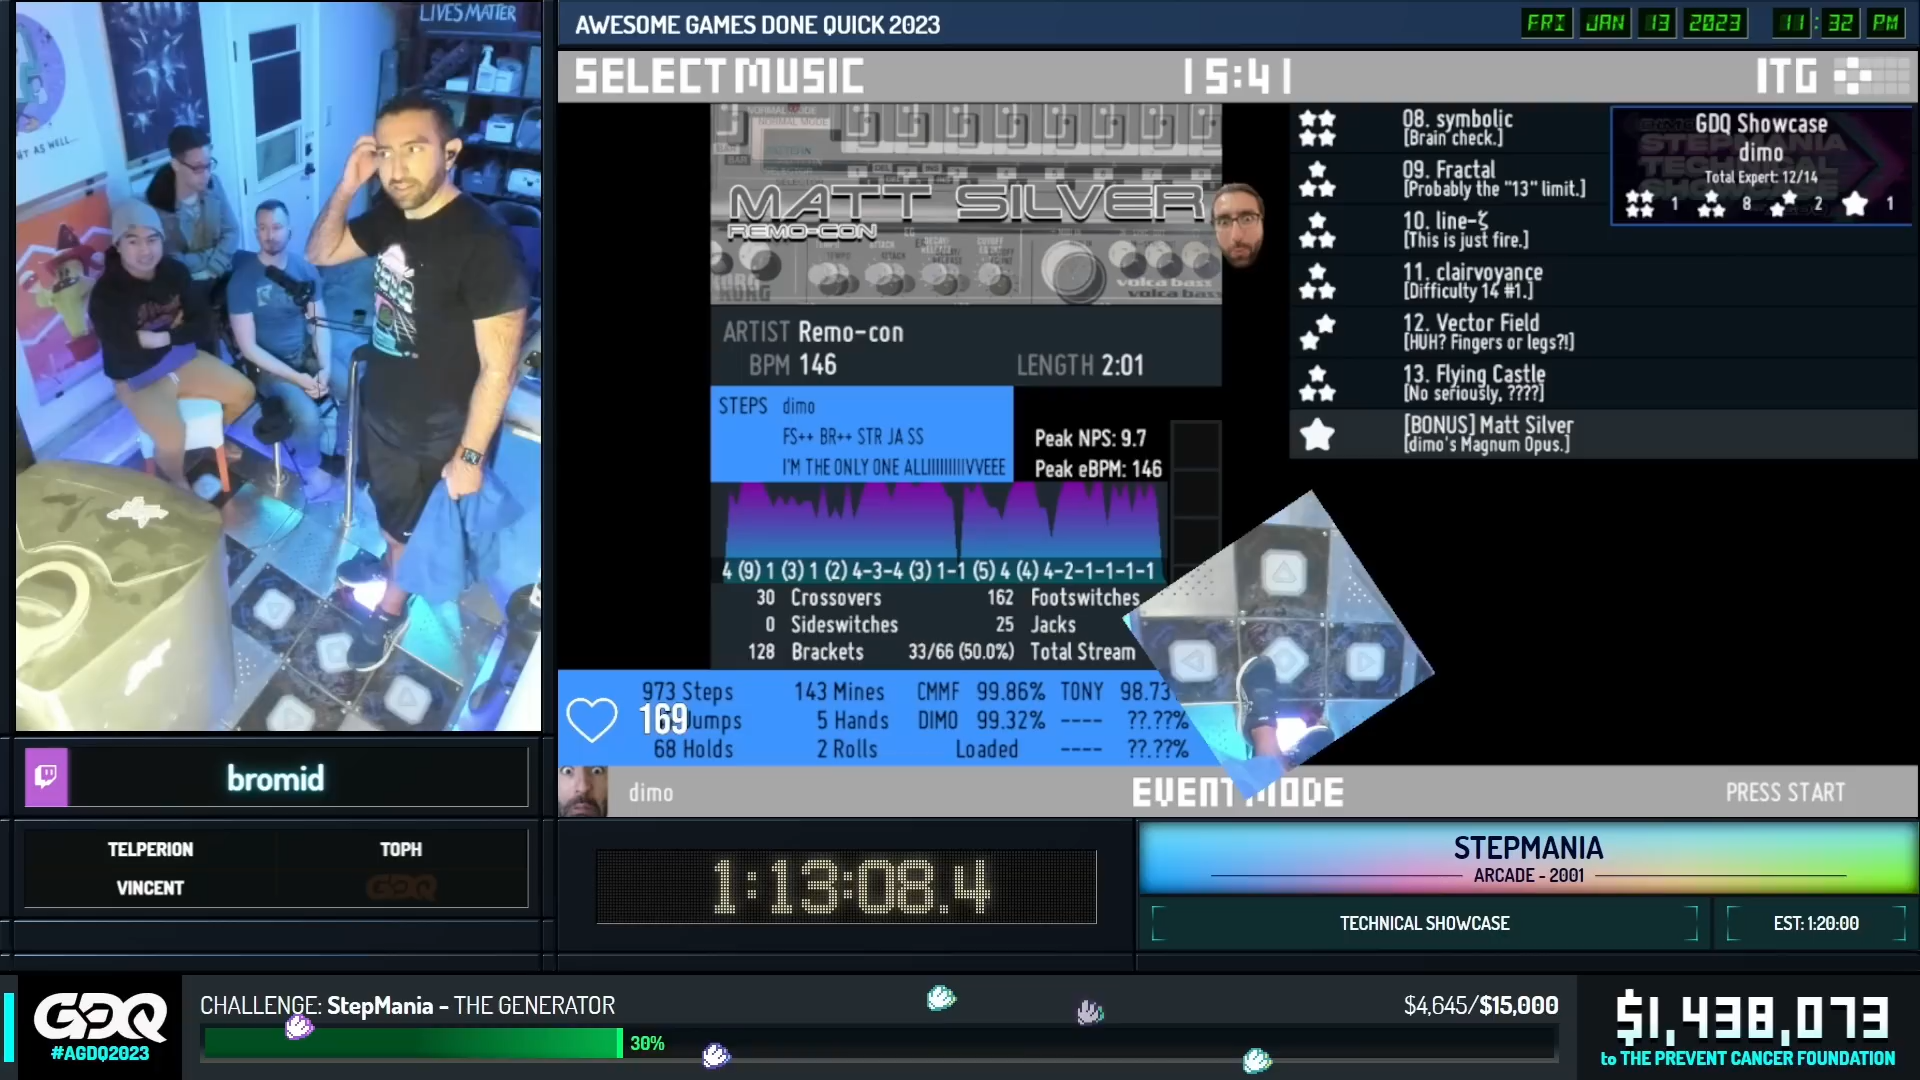 LIVES MATTER
RT AS WELL...
AWESOME GAMES DONE QUICK 2023
FRI JAN 13 2023 11:32 PM
SELECT MUSIC
15:41
ITG
MATT SILVER
REMO-CON
KORG
volca bass
ARTIST Remo-con
BPM 146
LENGTH 2:01
STEPS dimo
FS++ BR++ STR JA SS
I'M THE ONLY ONE ALLIIIIIIIIIVVEEE
Peak NPS: 9.7
Peak eBPM: 146
4 (9) 1 (3) 1 (2) 4-3-4 (3) 1-1 (5) 4 (4) 4-2-1-1-1-1
30 Crossovers
162 Footswitches
0 Sideswitches
25 Jacks
128 Brackets
33/66 (50.0%) Total Stream
973 Steps
143 Mines
CMMF 99.86%
TONY 98.73
169
Jumps
5 Hands
DIMO 99.32%
---- ??.??%
68 Holds
2 Rolls
Loaded
---- ??.??%
08. symbolic
[Brain check.]
09. Fractal
[Probably the "13" limit.]
10. line-ζ
[This is just fire.]
11. clairvoyance
[Difficulty 14 #1.]
12. Vector Field
[HUH? Fingers or legs?!]
13. Flying Castle
[No seriously, ????]
[BONUS] Matt Silver
[dimo's Magnum Opus.]
GDQ Showcase
dimo
Total Expert: 12/14
1 8 2 1
dimo
EVENT MODE
PRESS START
bromid
TELPERION
TOPH
VINCENT
GDQ
1:13:08.4
STEPMANIA
ARCADE - 2001
TECHNICAL SHOWCASE
EST: 1:20:00
GDQ
#AGDQ2023
CHALLENGE: StepMania - THE GENERATOR
$4,645/$15,000
30%
$1,438,073
to THE PREVENT CANCER FOUNDATION